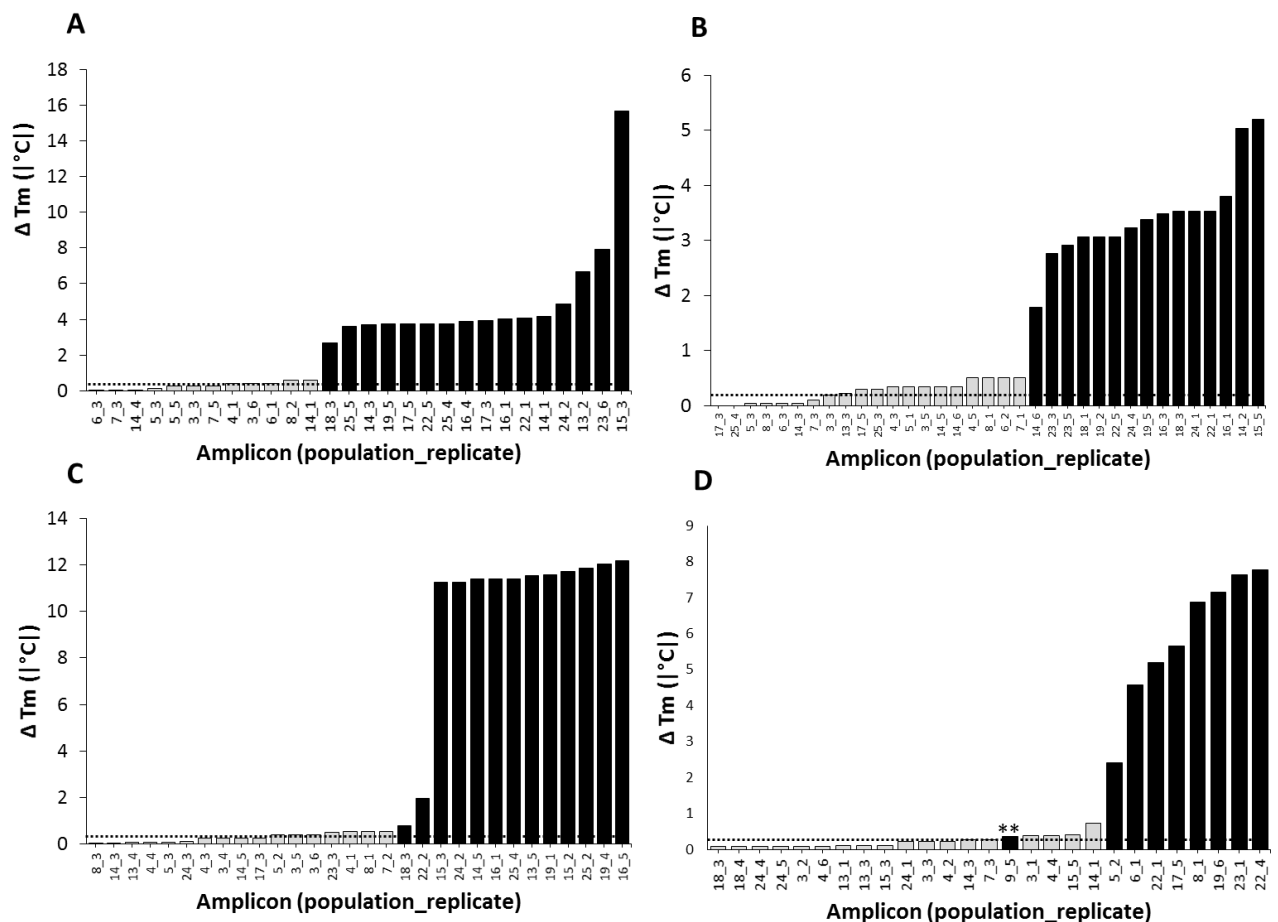 A
Δ Tm (|°C|)
18
16
14
12
10
8
6
4
2
0
6_3 7_3 14_4 5_3 5_5 3_3 7_5 4_1 3_6 6_1 8_2 14_1 18_3 25_5 14_3 19_5 17_5 22_5 25_4 16_4 17_3 16_1 22_1 14_1 24_2 13_2 23_6 15_3
Amplicon (population_replicate)
B
Δ Tm (|°C|)
6
5
4
3
2
1
0
17_3 25_4 5_3 8_3 6_3 14_3 7_3 3_3 13_3 17_5 25_3 4_3 5_1 3_5 14_5 14_6 4_5 8_1 6_2 7_1 14_6 23_3 23_5 18_1 19_2 22_5 24_4 19_5 16_3 18_3 24_1 22_1 16_1 14_2 15_5
Amplicon (population_replicate)
C
Δ Tm (|°C|)
14
12
10
8
6
4
2
0
8_3 14_3 13_4 4_4 5_3 24_3 4_3 3_4 14_5 17_3 5_2 3_5 3_6 23_3 4_1 8_1 7_2 18_3 22_2 15_3 24_2 14_5 16_1 25_4 13_5 19_1 15_2 25_2 19_4 16_5
Amplicon (population_replicate)
D
Δ Tm (|°C|)
9
8
7
6
5
4
3
2
1
0
**
18_3 18_4 24_4 24_5 3_2 4_6 13_1 13_3 15_3 24_1 3_3 4_2 14_3 7_3 9_5 3_1 4_4 15_5 14_1 5_2 6_1 22_1 17_5 8_1 19_6 23_1 22_4
Amplicon (population_replicate)